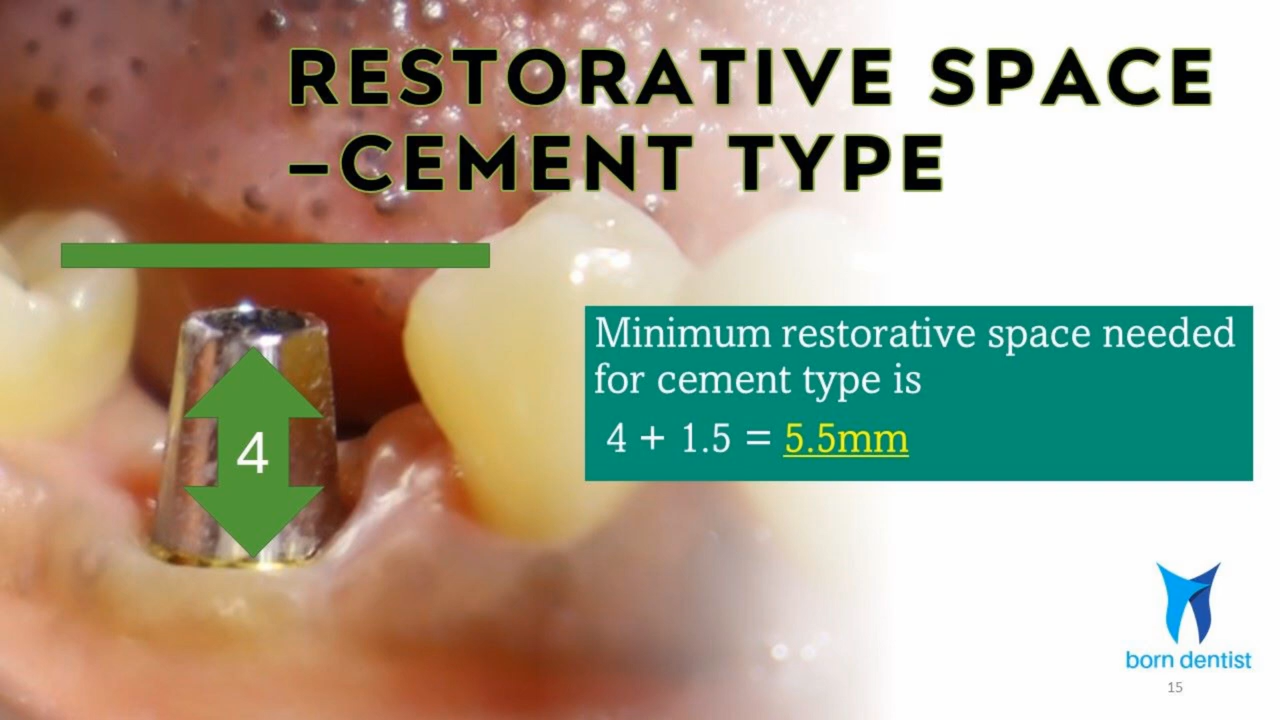 RESTORATIVE SPACE
–CEMENT TYPE
4
Minimum restorative space needed
for cement type is
4 + 1.5 = 5.5mm
born dentist
15